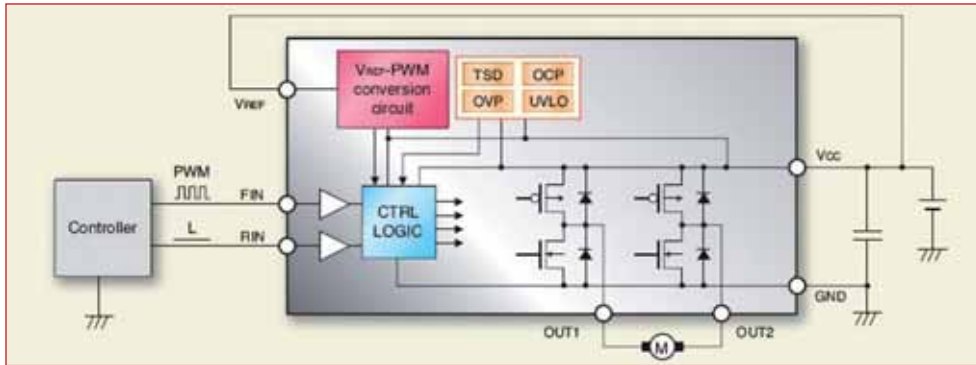 VREF-PWM
conversion
circuit
TSD
OCP
OVP
UVLO
VREF
VCC
PWM
FIN
Controller
CTRL
LOGIC
L
RIN
GND
OUT1
M
OUT2